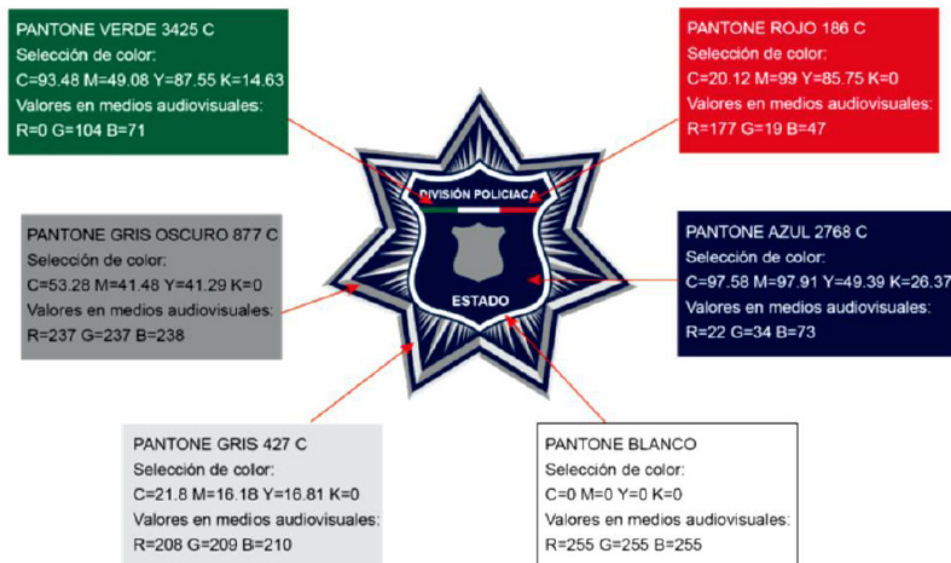 PANTONE VERDE 3425 C
Selección de color:
C=93.48 M=49.08 Y=87.55 K=14.63
Valores en medios audiovisuales:
R=0 G=104 B=71
PANTONE ROJO 186 C
Selección de color:
C=20.12 M=99 Y=85.75 K=0
Valores en medios audiovisuales:
R=177 G=19 B=47
DIVISIÓN POLICIACA
ESTADO
PANTONE GRIS OSCURO 877 C
Selección de color:
C=53.28 M=41.48 Y=41.29 K=0
Valores en medios audiovisuales:
R=237 G=237 B=238
PANTONE AZUL 2768 C
Selección de color:
C=97.58 M=97.91 Y=49.39 K=26.37
Valores en medios audiovisuales:
R=22 G=34 B=73
PANTONE GRIS 427 C
Selección de color:
C=21.8 M=16.18 Y=16.81 K=0
Valores en medios audiovisuales:
R=208 G=209 B=210
PANTONE BLANCO
Selección de color:
C=0 M=0 Y=0 K=0
Valores en medios audiovisuales:
R=255 G=255 B=255